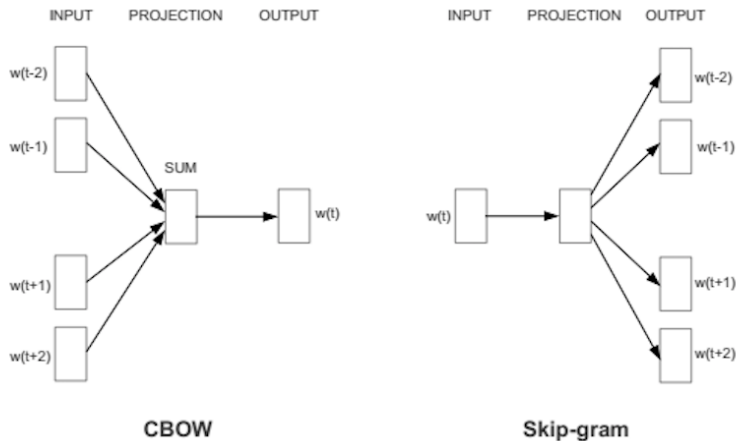 INPUT PROJECTION OUTPUT
w(t-2)
w(t-1)
SUM
w(t)
w(t+1)
w(t+2)
CBOW
INPUT PROJECTION OUTPUT
w(t-2)
w(t-1)
w(t)
w(t+1)
w(t+2)
Skip-gram